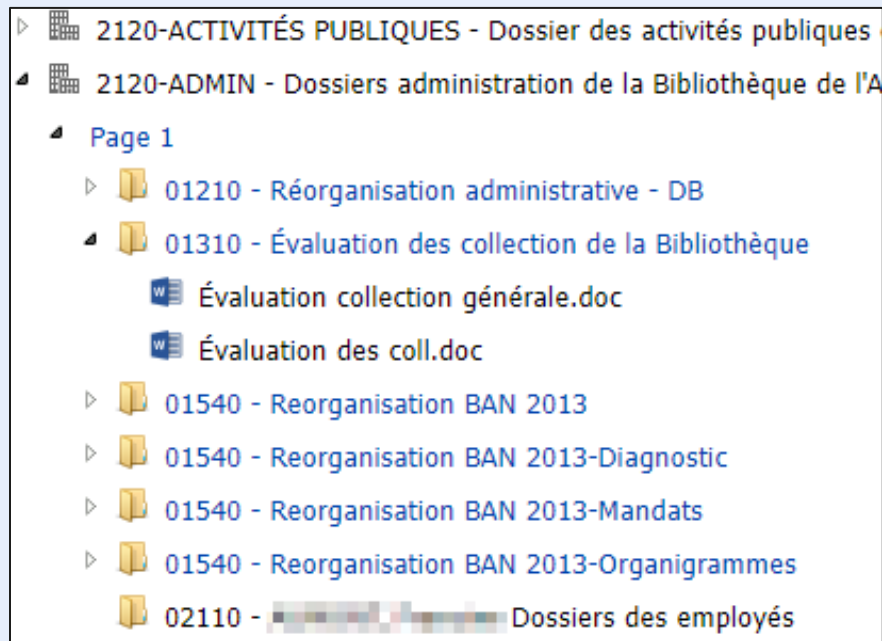 2120-ACTIVITÉS PUBLIQUES - Dossier des activités publiques
2120-ADMIN - Dossiers administration de la Bibliothèque de l'A
Page 1
01210 - Réorganisation administrative - DB
01310 - Évaluation des collection de la Bibliothèque
Évaluation collection générale.doc
Évaluation des coll.doc
01540 - Reorganisation BAN 2013
01540 - Reorganisation BAN 2013-Diagnostic
01540 - Reorganisation BAN 2013-Mandats
01540 - Reorganisation BAN 2013-Organigrammes
02110 - Dossiers des employés